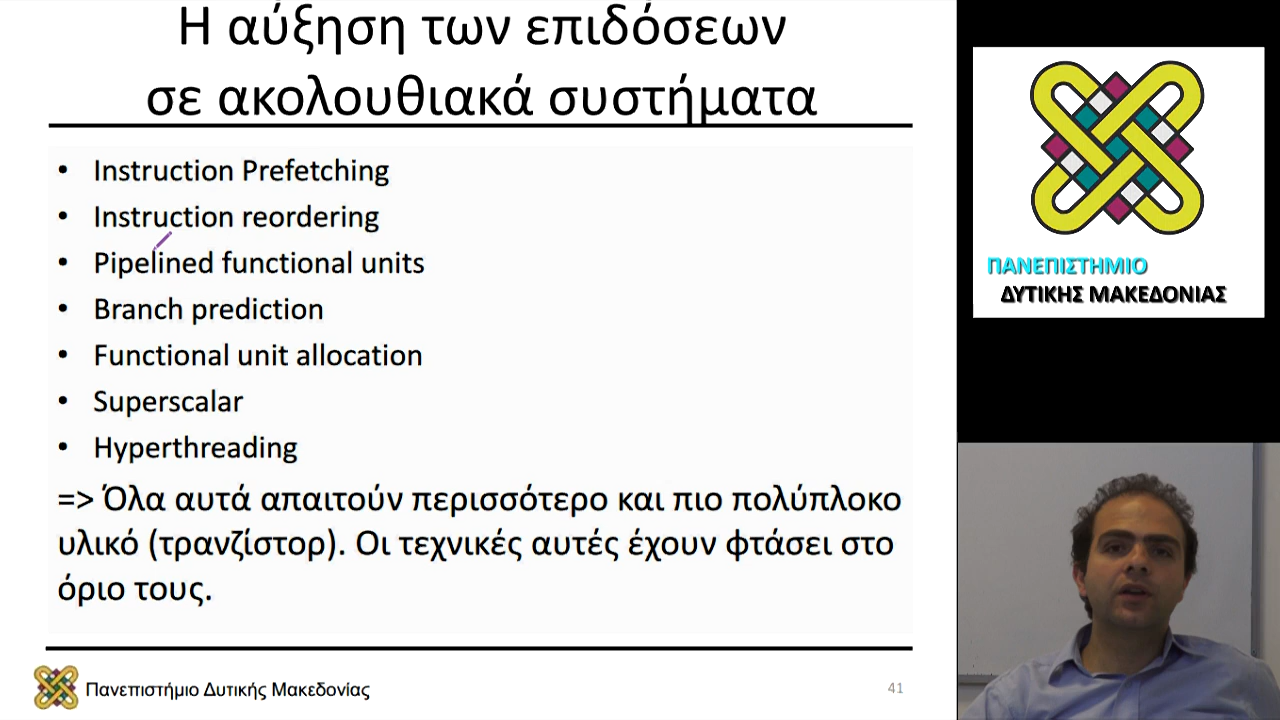 Η αύξηση των επιδόσεων
σε ακολουθιακά συστήματα
• Instruction Prefetching
• Instruction reordering
• Pipelined functional units
• Branch prediction
• Functional unit allocation
• Superscalar
• Hyperthreading
=> Όλα αυτά απαιτούν περισσότερο και πιο πολύπλοκο
υλικό (τρανζίστορ). Οι τεχνικές αυτές έχουν φτάσει στο
όριο τους.
Πανεπιστήμιο Δυτικής Μακεδονίας
41
ΠΑΝΕΠΙΣΤΗΜΙΟ
ΔΥΤΙΚΗΣ ΜΑΚΕΔΟΝΙΑΣ